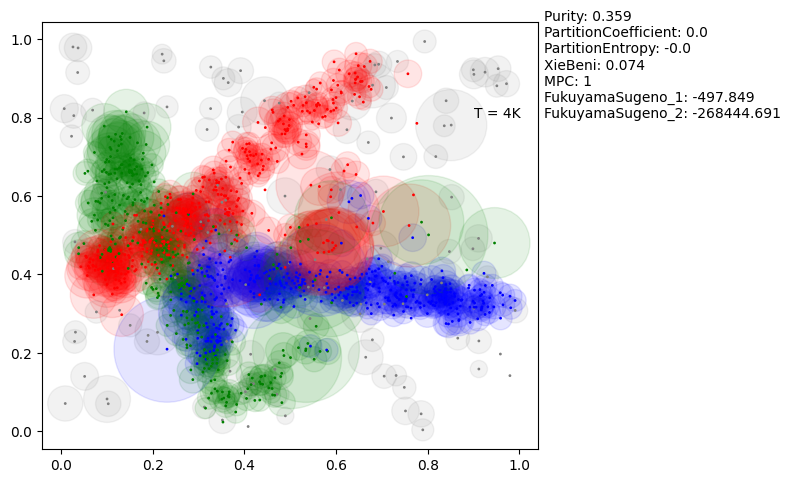 Purity: 0.359
PartitionCoefficient: 0.0
PartitionEntropy: -0.0
XieBeni: 0.074
MPC: 1
FukuyamaSugeno_1: -497.849
FukuyamaSugeno_2: -268444.691
T = 4K
1.0
0.8
0.6
0.4
0.2
0.0
0.0 0.2 0.4 0.6 0.8 1.0